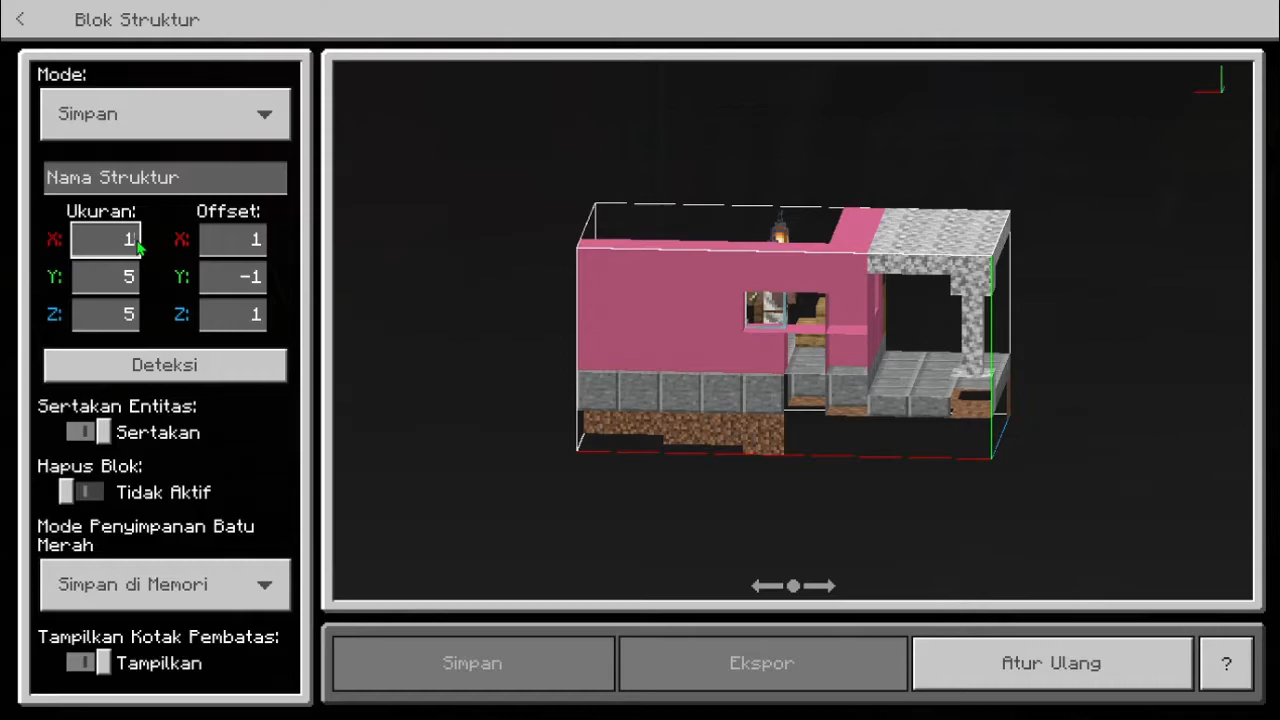 Blok Struktur
Mode:
Simpan
Nama Struktur
Ukuran: Offset:
X: 1 X: 1
Y: 5 Y: -1
Z: 5 Z: 1
Deteksi
Sertakan Entitas:
Sertakan
Hapus Blok:
Tidak Aktif
Mode Penyimpanan Batu
Merah
Simpan di Memori
Tampilkan Kotak Pembatas:
Tampilkan
Simpan Ekspor Atur Ulang ?